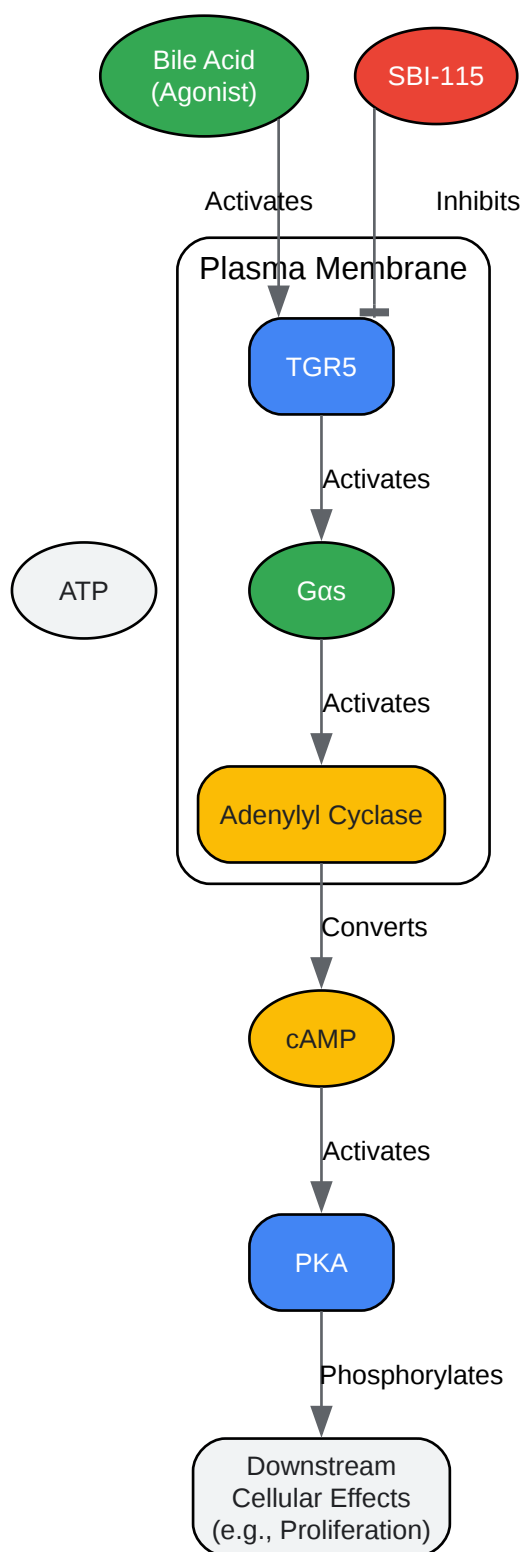 Bile Acid
(Agonist)
SBI-115
Activates
Inhibits
Plasma Membrane
TGR5
Activates
ATP
Gαs
Activates
Adenylyl Cyclase
Converts
cAMP
Activates
PKA
Phosphorylates
Downstream
Cellular Effects
(e.g., Proliferation)